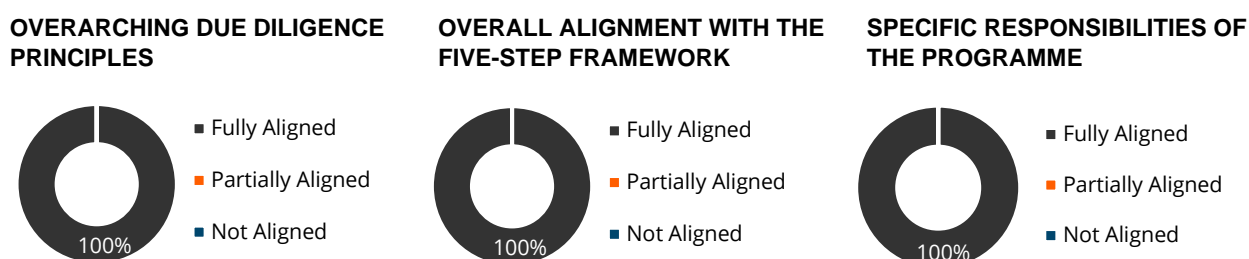 OVERARCHING DUE DILIGENCE
PRINCIPLES
Fully Aligned
Partially Aligned
Not Aligned
100%
OVERALL ALIGNMENT WITH THE
FIVE-STEP FRAMEWORK
Fully Aligned
Partially Aligned
Not Aligned
100%
SPECIFIC RESPONSIBILITIES OF
THE PROGRAMME
Fully Aligned
Partially Aligned
Not Aligned
100%